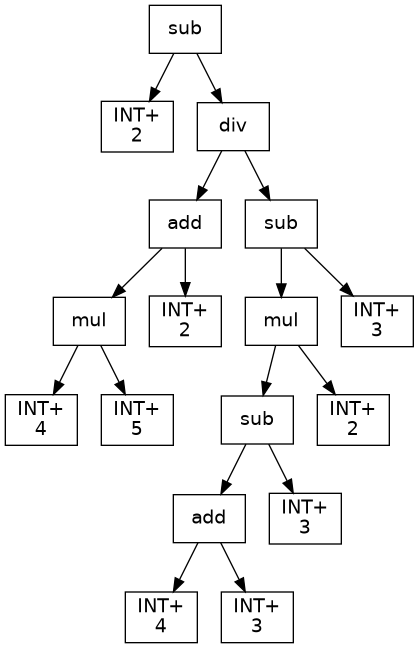 sub
INT+
2
div
add
sub
mul
INT+
2
mul
INT+
3
INT+
4
INT+
5
sub
INT+
2
add
INT+
3
INT+
4
INT+
3